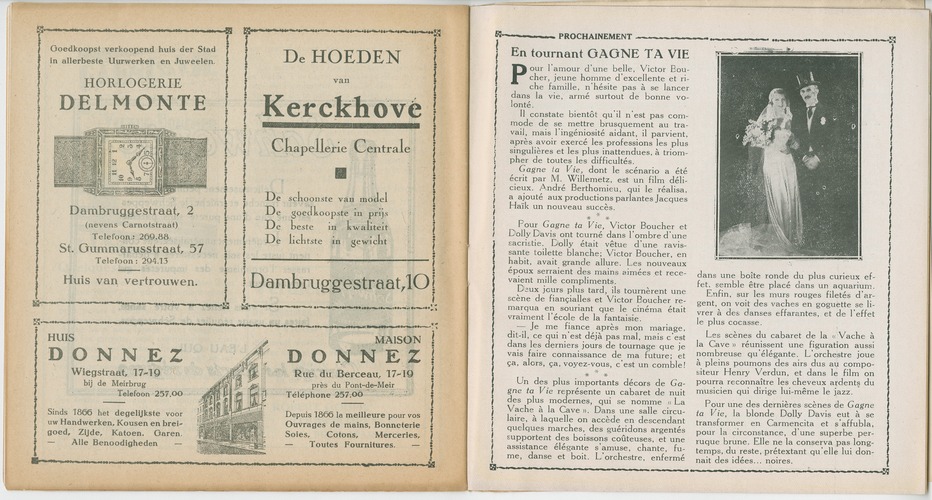 Goedkoopst verkoopend huis der Stad
in allerbeste Uurwerken en Juweelen.
HORLOGERIE
DELMONTE
Dambruggestraat, 2
(nevens Carnotstraat)
Telefoon: 269.88
St. Gummarusstraat, 57
Telefoon: 294.13
Huis van vertrouwen.
De HOEDEN
van
Kerckhove
Chapellerie Centrale
De schoonste van model
De goedkoopste in prijs
De beste in kwaliteit
De lichtste in gewicht
Dambruggestraat,10
HUIS
DONNEZ
Wiegstraat, 17-19
bij de Meirbrug
Telefoon 257,00
Sinds 1866 het degelijkste voor
uw Handwerken, Kousen en brei-
goed, Zijde, Katoen, Garen.
— Alle Benoodigheden —
MAISON
DONNEZ
Rue du Berceau, 17-19
près du Pont-de-Meir
Téléphone 257,00
Depuis 1866 la meilleure pour vos
Ouvrages de mains, Bonneterie
Soies, Cotons, Merceries.
— Toutes Fournitures. —
PROCHAINEMENT
En tournant GAGNE TA VIE
Pour l'amour d'une belle, Victor Bou-
cher, jeune homme d'excellente et ri-
che famille, n'hésite pas à se lancer
dans la vie, armé surtout de bonne vo-
lonté.
Il constate bientôt qu'il n'est pas com-
mode de se mettre brusquement au tra-
vail, mais l'ingéniosité aidant, il parvient,
après avoir exercé les professions les plus
singulières et les plus inattendues, à triom-
pher de toutes les difficultés.
Gagne ta Vie, dont le scénario a été
écrit par M. Willemetz, est un film déli-
cieux. André Berthomieu, qui le réalisa,
a ajouté aux productions parlantes Jacques
Haïk un nouveau succès.
* * *
Pour Gagne ta Vie, Victor Boucher et
Dolly Davis ont tourné dans l'ombre d'une
sacristie. Dolly était vêtue d'une ravis-
sante toilette blanche; Victor Boucher, en
habit, avait grande allure. Les nouveaux
époux serraient des mains aimées et rece-
vaient mille compliments.
Deux jours plus tard, ils tournèrent une
scène de fiançialles et Victor Boucher re-
marqua en souriant que le cinéma était
vraiment l'école du la fantaisie.
— Je me fiance après mon mariage,
dit-il, ce qui n'est déjà pas mal, mais c'est
dans les derniers jours de tournage que je
vais faire connaissance de ma future; et
ça, alors, ça, voyez-vous, c'est un comble!
* * *
Un des plus importants décors de Ga-
gne ta Vie représente un cabaret de nuit
des plus modernes, qui se nomme « La
Vache à la Cave ». Dans une salle circu-
laire, à laquelle on accède en descendant
quelques marches, des guéridons argentés
supportent des boissons coûteuses, et une
assistance élégante s'amuse, chante, fu-
me, danse et boit. L'orchestre, enfermé
dans une boîte ronde du plus curieux ef-
fet, semble être placé dans un aquarium.
Enfin, sur les murs rouges filetés d'ar-
gent, on voit des vaches en goguette se li-
vrer à des danses effarantes, et de l'effet
le plus cocasse.
Les scènes du cabaret de la « Vache à
la Cave » réunissent une figuration aussi
nombreuse qu'élégante. L'orchestre joue
à pleins poumons des airs dus au compo-
siteur Henry Verdun, et dans le film on
pourra reconnaître les cheveux ardents du
musicien qui dirige lui-même le jazz.
Pour une des dernières scènes de Gagne
ta Vie, la blonde Dolly Davis eut à se
transformer en Carmencita et s'affubla,
pour la circonstance, d'une superbe per-
ruque brune. Elle ne la conserva pas long-
temps, du reste, prétextant qu'elle lui don-
nait des idées... noires.